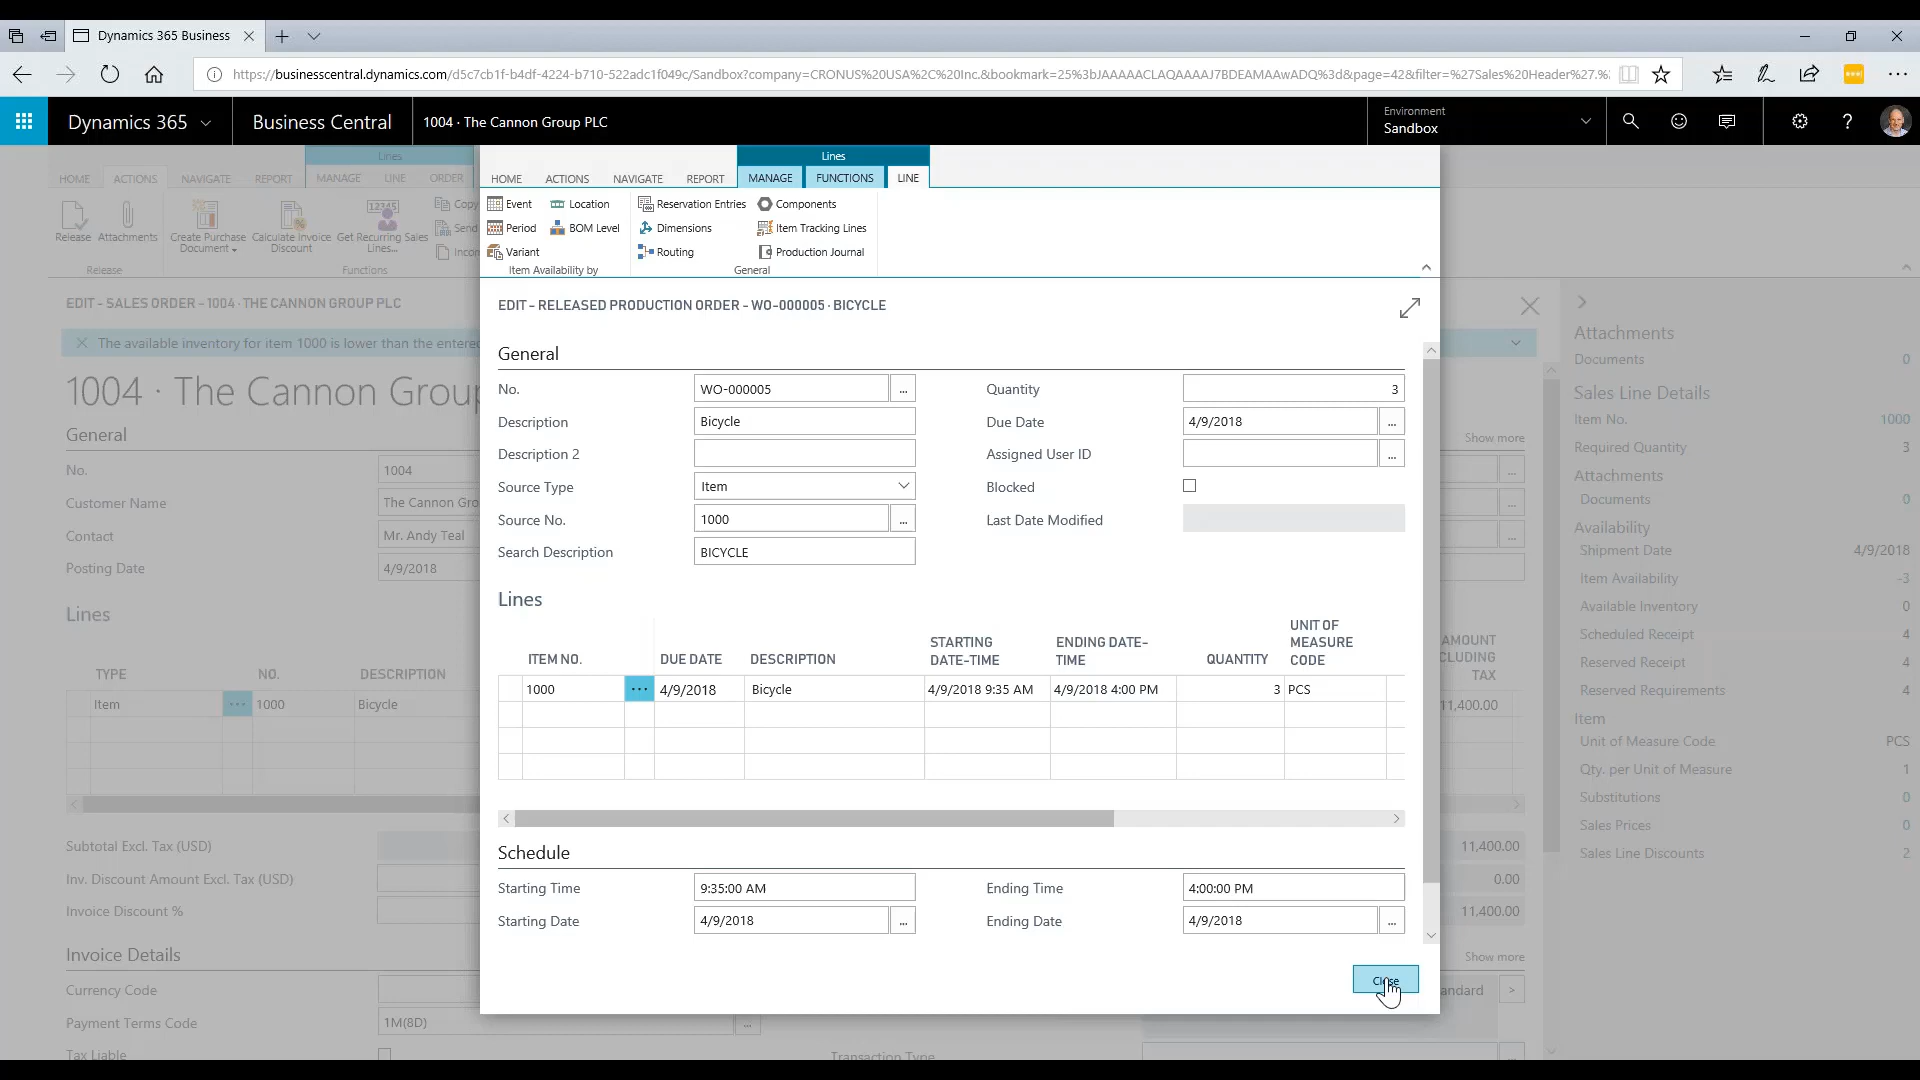 Dynamics 365 Business
https://businesscentral.dynamics.com/d5c7cb1f-b4df-4224-b710-522adc1f049c/Sandbox?company=CRONUS%20USA%2C%20Inc.&bookmark=25%3bJAAAAACLAQAAAAJ7BDEAMAAwADQ%3d&page=42&filter=%27Sales%20Header%27.%
Dynamics 365
Business Central
1004 · The Cannon Group PLC
Environment
Sandbox
?
Lines
HOME ACTIONS NAVIGATE REPORT MANAGE LINE ORDER
Release
Attachments
Create Purchase Document
Calculate Invoice Discount
Get Recurring Sales Lines...
Copy
Send
Release
Functions
Lines
HOME ACTIONS NAVIGATE REPORT MANAGE FUNCTIONS LINE
Event Location Reservation Entries Components
Period BOM Level Dimensions Item Tracking Lines
Variant Routing Production Journal
Item Availability by General
EDIT - SALES ORDER - 1004 · THE CANNON GROUP PLC
The available inventory for item 1000 is lower than the entered
1004 · The Cannon Group
General
Show more
No. 1004
Customer Name The Cannon Gro
Contact Mr. Andy Teal
Posting Date 4/9/2018
Lines
TYPE NO. DESCRIPTION
AMOUNT
TAX
Item ... 1000 Bicycle
11,400.00
Subtotal Excl. Tax (USD) 11,400.00
Inv. Discount Amount Excl. Tax (USD) 0.00
Invoice Discount % 11,400.00
Invoice Details
Show more
Currency Code
Payment Terms Code 1M(8D)
Tax Liable
Transaction Type
EDIT - RELEASED PRODUCTION ORDER - WO-000005 · BICYCLE
General
No. WO-000005 ...
Quantity 3
Description Bicycle
Due Date 4/9/2018 ...
Description 2
Assigned User ID ...
Source Type Item
Blocked
Source No. 1000 ...
Last Date Modified
Search Description BICYCLE
Lines
ITEM NO. DUE DATE DESCRIPTION STARTING DATE-TIME ENDING DATE-TIME QUANTITY UNIT OF MEASURE CODE
1000 ... 4/9/2018 Bicycle 4/9/2018 9:35 AM 4/9/2018 4:00 PM 3 PCS
Schedule
Starting Time 9:35:00 AM
Ending Time 4:00:00 PM
Starting Date 4/9/2018 ...
Ending Date 4/9/2018 ...
Close
Attachments
Documents 0
Sales Line Details
Item No. 1000
Required Quantity 3
Attachments
Documents 0
Availability
Shipment Date 4/9/2018
Item Availability -3
Available Inventory 0
Scheduled Receipt 4
Reserved Receipt 4
Reserved Requirements 4
Item
Unit of Measure Code PCS
Qty. per Unit of Measure 1
Substitutions 0
Sales Prices 0
Sales Line Discounts 2